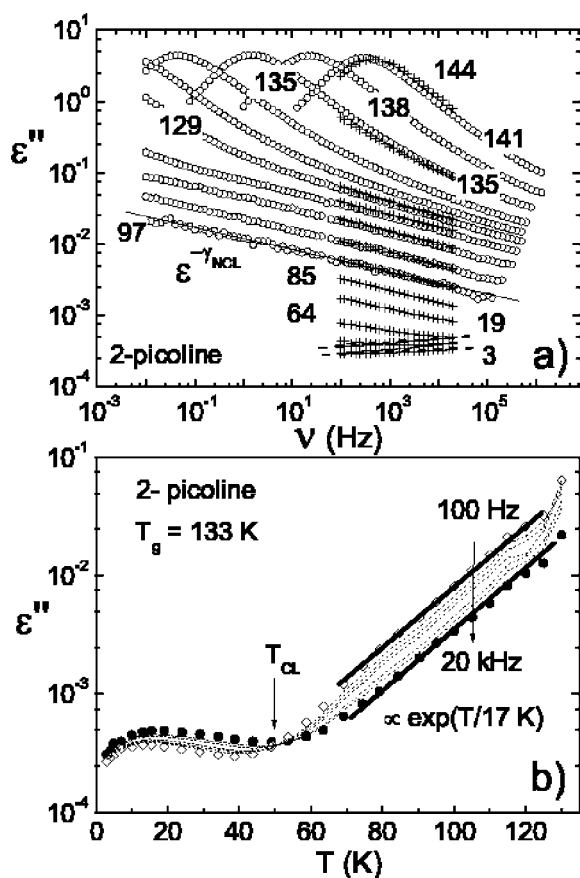 10¹
10⁰
10⁻¹
10⁻²
10⁻³
10⁻⁴
ε''
144
135
138
129
141
135
97
ε^-γNCL
85
64
19
3
2-picoline
a)
10⁻³ 10⁻¹ 10¹ 10³ 10⁵
ν (Hz)
10⁻¹
10⁻²
10⁻³
10⁻⁴
ε''
2- picoline
T_g = 133 K
100 Hz
20 kHz
T_CL
∝ exp(T/17 K)
b)
0 20 40 60 80 100 120
T (K)